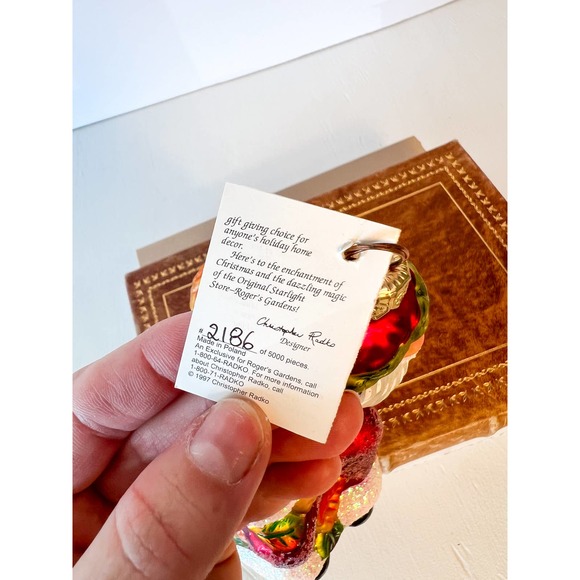 gift giving choice for
anyone's holiday home
decor.
Here's to the enchantment of
Christmas and the dazzling magic
of the Original Starlight
Store–Roger's Gardens!
Christopher Radko
Designer
# 2186 of 5000 pieces.
Made in Poland
An Exclusive for Roger's Gardens, call
1-800-64-RADKO. For more information
about Christopher Radko, call
1-800-71-RADKO
© 1997 Christopher Radko